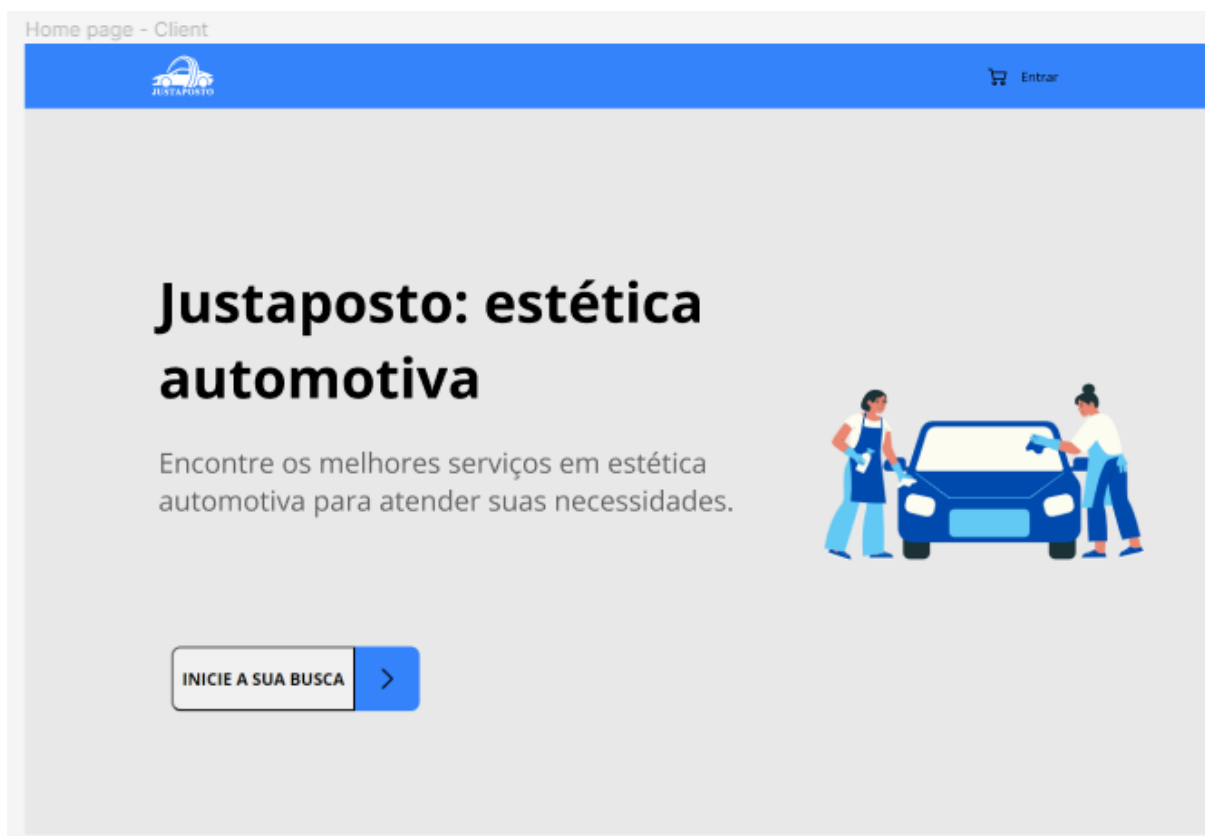 Home page - Client
JUSTAPOSTO
Entrar
Justaposto: estética
automotiva
Encontre os melhores serviços em estética
automotiva para atender suas necessidades.
INICIE A SUA BUSCA